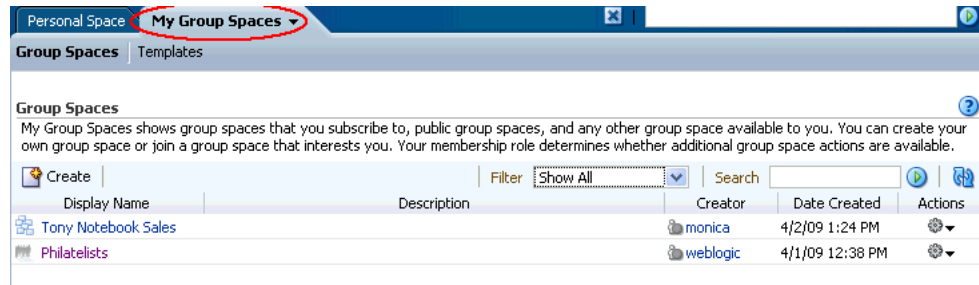 Personal Space My Group Spaces
Group Spaces Templates
Group Spaces
My Group Spaces shows group spaces that you subscribe to, public group spaces, and any other group space available to you. You can create your
own group space or join a group space that interests you. Your membership role determines whether additional group space actions are available.
Create Filter Show All Search
Display Name Description Creator Date Created Actions
Tony Notebook Sales monica 4/2/09 1:24 PM
Philatelists weblogic 4/1/09 12:38 PM